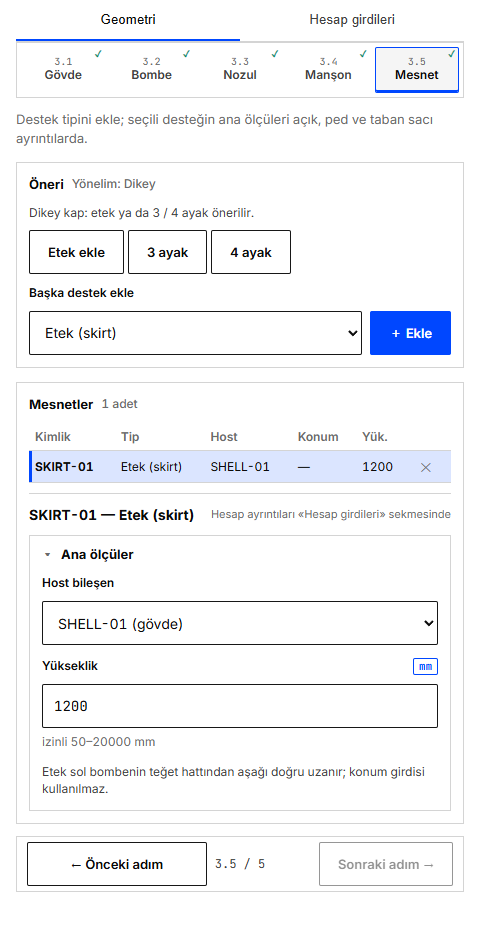 Geometri Hesap girdileri
3.1 ✓ 3.2 ✓ 3.3 ✓ 3.4 ✓ 3.5 ✓
Gövde Bombe Nozul Manşon Mesnet
Destek tipini ekle; seçili desteğin ana ölçüleri açık, ped ve taban sacı
ayrıntılarda.
Öneri Yönelim: Dikey
Dikey kap: etek ya da 3 / 4 ayak önerilir.
Etek ekle 3 ayak 4 ayak
Başka destek ekle
Etek (skirt) + Ekle
Mesnetler 1 adet
Kimlik Tip Host Konum Yük.
SKIRT-01 Etek (skirt) SHELL-01 — 1200 ×
SKIRT-01 — Etek (skirt) Hesap ayrıntıları «Hesap girdileri» sekmesinde
Ana ölçüler
Host bileşen
SHELL-01 (gövde)
Yükseklik mm
1200
izinli 50–20000 mm
Etek sol bombenin teğet hattından aşağı doğru uzanır; konum girdisi
kullanılmaz.
← Önceki adım 3.5 / 5 Sonraki adım →